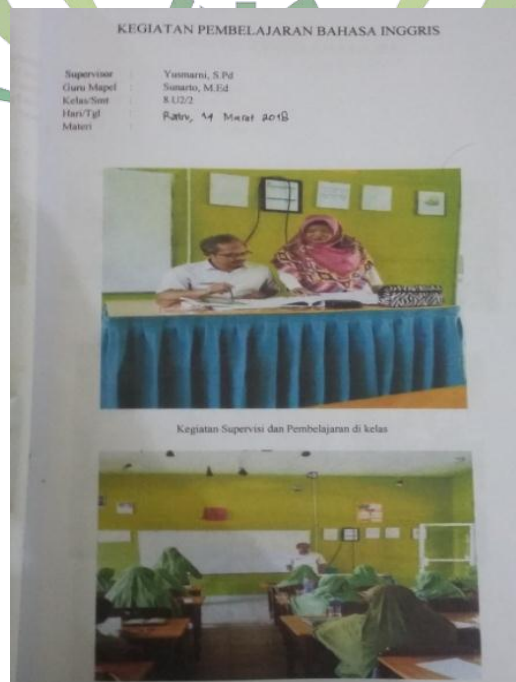 KEGIATAN PEMBELAJARAN BAHASA INGGRIS
Supervisor : Yusmarni, S.Pd
Guru Mapel : Sunarto, M.Ed
Kelas/Smt : 8.U2/2
Hari/Tgl : Rabu, 14 Maret 2018
Materi :
Kegiatan Supervisi dan Pembelajaran di kelas